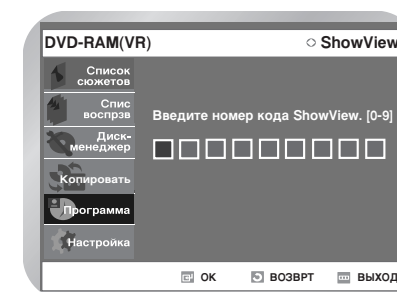 DVD-RAM(VR)
ShowView
Список
сюжетов
Спис
воспрзв
Диск-
менеджер
Копировать
Программа
Настройка
Введите номер кода ShowView. [0-9]
ОК
ВОЗВРТ
ВЫХОД